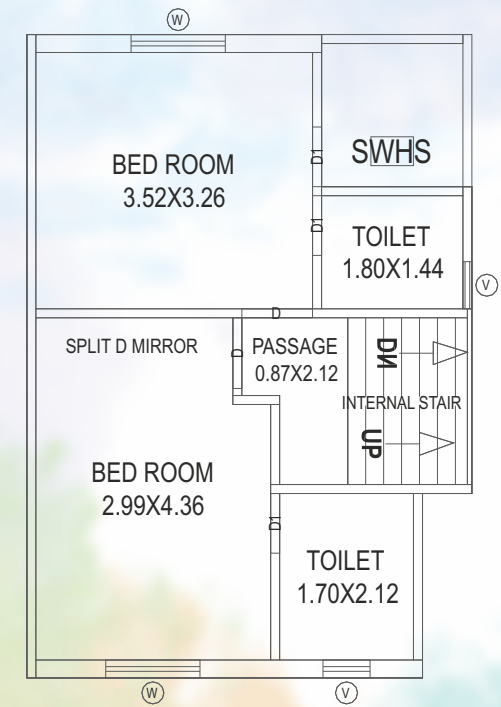 W
BED ROOM
3.52X3.26
D1
SWHS
D1
TOILET
1.80X1.44
V
D
SPLIT D MIRROR
D
PASSAGE
0.87X2.12
DN
INTERNAL STAIR
UP
BED ROOM
2.99X4.36
D1
TOILET
1.70X2.12
W
V